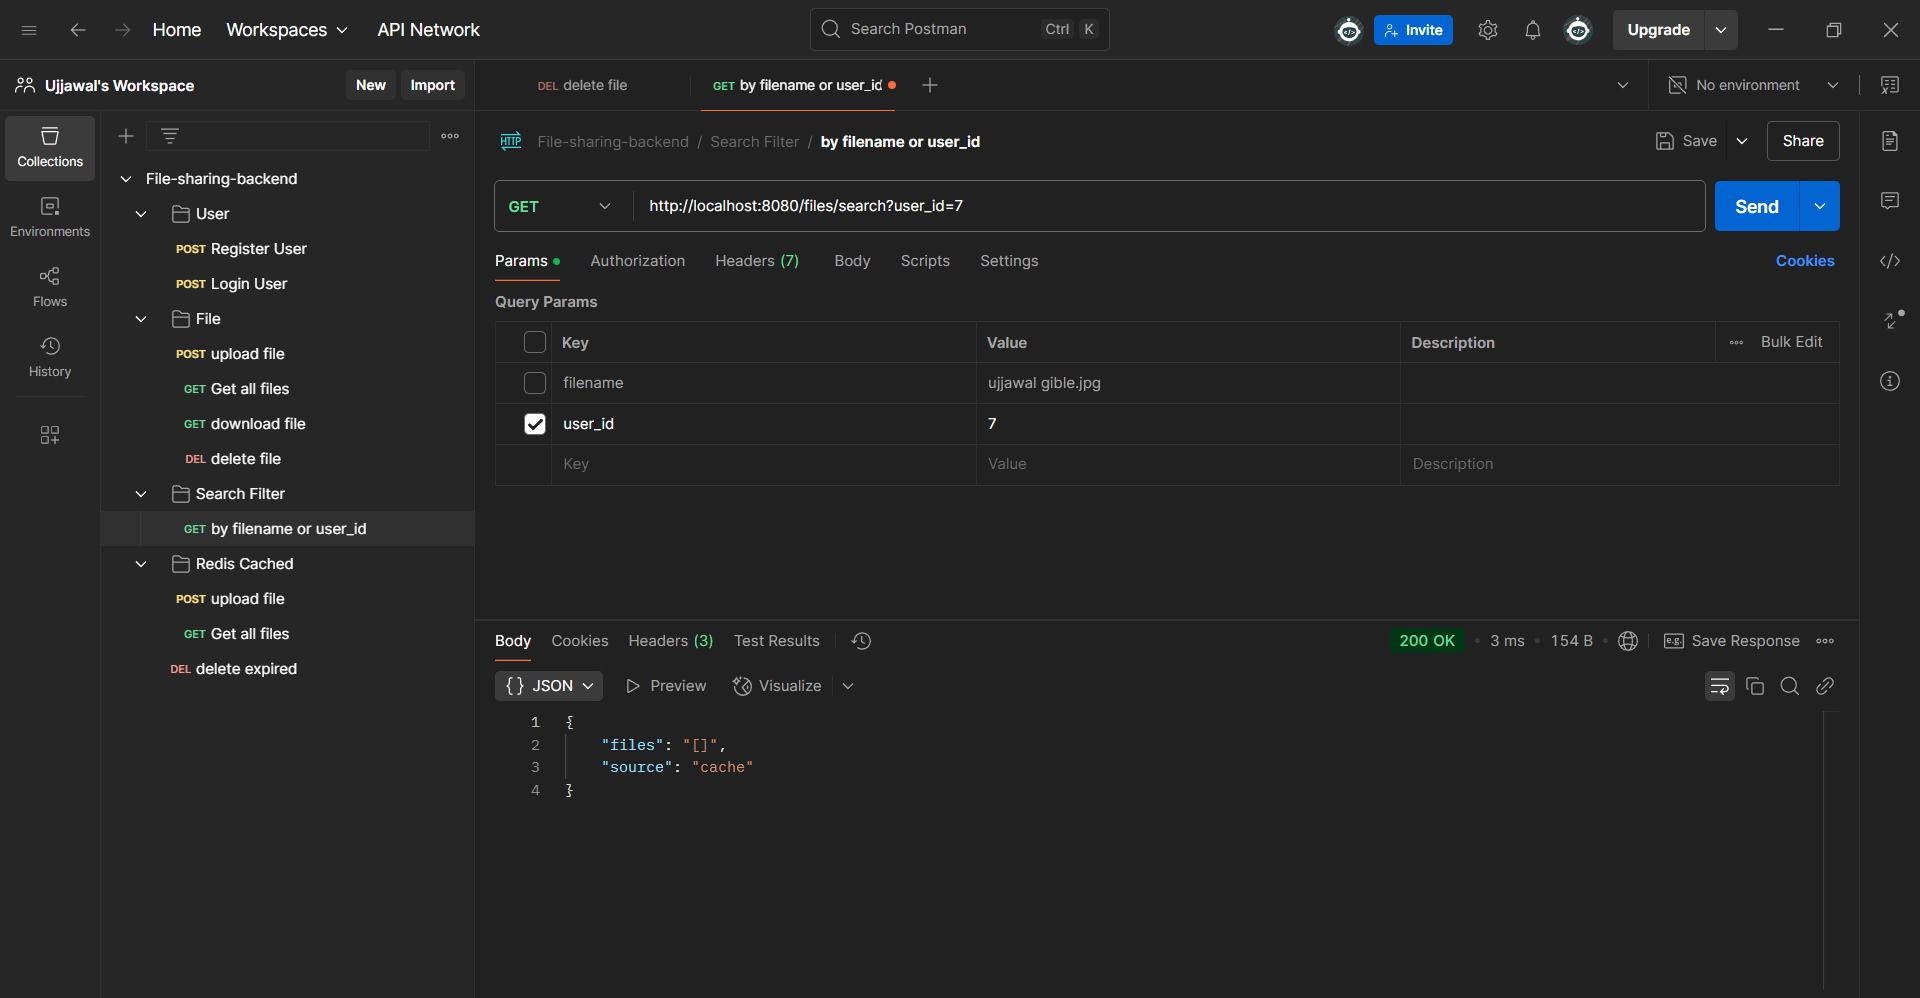 Home Workspaces API Network Search Postman Ctrl K Invite Upgrade
Ujjawal's Workspace New Import DEL delete file GET by filename or user_id No environment
Collections
Environments
Flows
History
File-sharing-backend
User
POST Register User
POST Login User
File
POST upload file
GET Get all files
GET download file
DEL delete file
Search Filter
GET by filename or user_id
Redis Cached
POST upload file
GET Get all files
DEL delete expired
HTTP File-sharing-backend / Search Filter / by filename or user_id Save Share
GET http://localhost:8080/files/search?user_id=7 Send
Params Authorization Headers (7) Body Scripts Settings Cookies
Query Params
Key Value Description Bulk Edit
filename ujjawal gible.jpg
user_id 7
Key Value Description
Body Cookies Headers (3) Test Results 200 OK 3 ms 154 B e.g. Save Response
{} JSON Preview Visualize
1 {
2 "files": "[]",
3 "source": "cache"
4 }